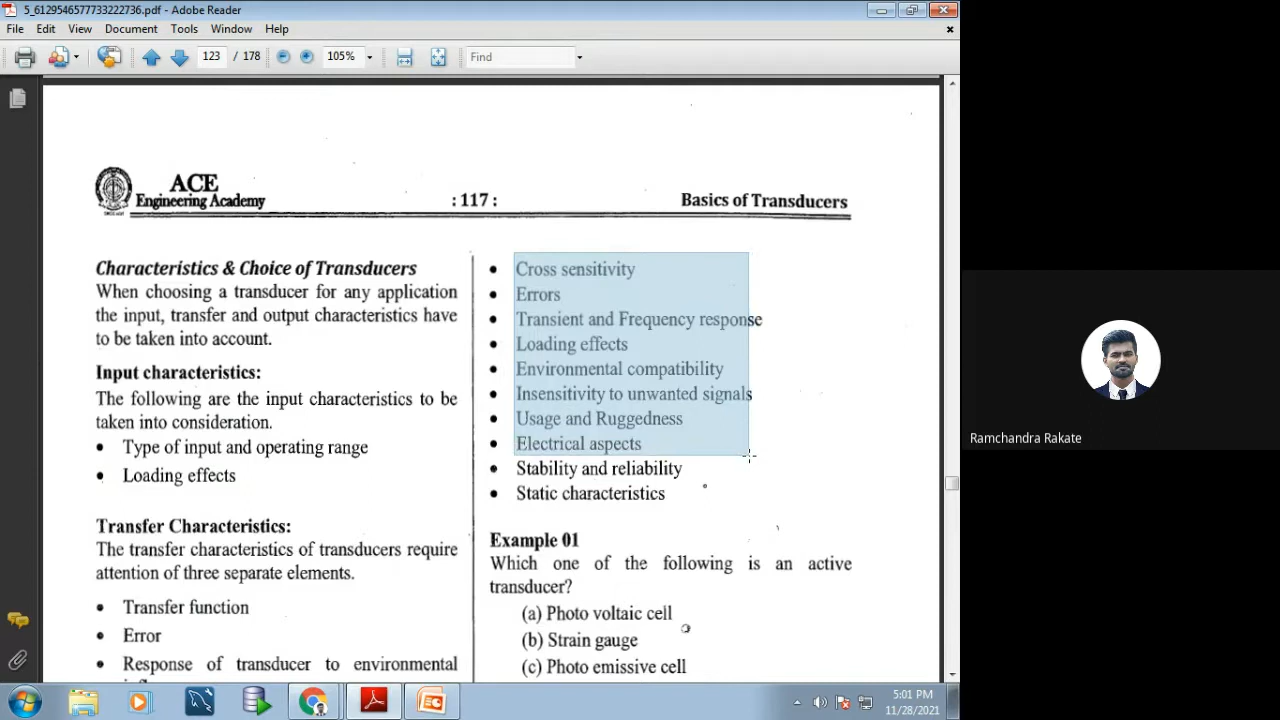 5_6129546577733222736.pdf - Adobe Reader
File Edit View Document Tools Window Help
123 / 178 105% Find
ACE
Engineering Academy
: 117 :
Basics of Transducers
Characteristics & Choice of Transducers
When choosing a transducer for any application
the input, transfer and output characteristics have
to be taken into account.
Input characteristics:
The following are the input characteristics to be
taken into consideration.
• Type of input and operating range
• Loading effects
Transfer Characteristics:
The transfer characteristics of transducers require
attention of three separate elements.
• Transfer function
• Error
• Response of transducer to environmental
• Cross sensitivity
• Errors
• Transient and Frequency response
• Loading effects
• Environmental compatibility
• Insensitivity to unwanted signals
• Usage and Ruggedness
• Electrical aspects
• Stability and reliability
• Static characteristics
Example 01
Which one of the following is an active
transducer?
(a) Photo voltaic cell
(b) Strain gauge
(c) Photo emissive cell
Ramchandra Rakate
5:01 PM
11/28/2021